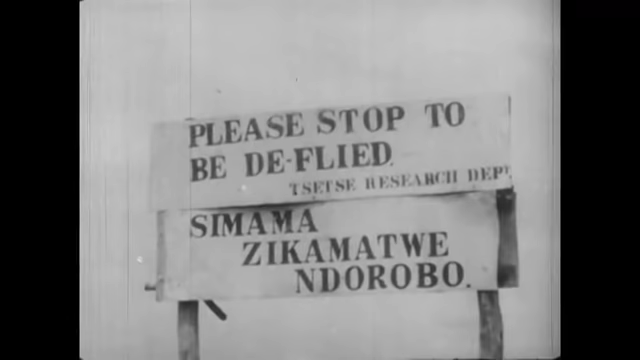 PLEASE STOP TO
BE DE-FLIED.
TSETSE RESEARCH DEPT.
SIMAMA
ZIKAMATWE
NDOROBO.